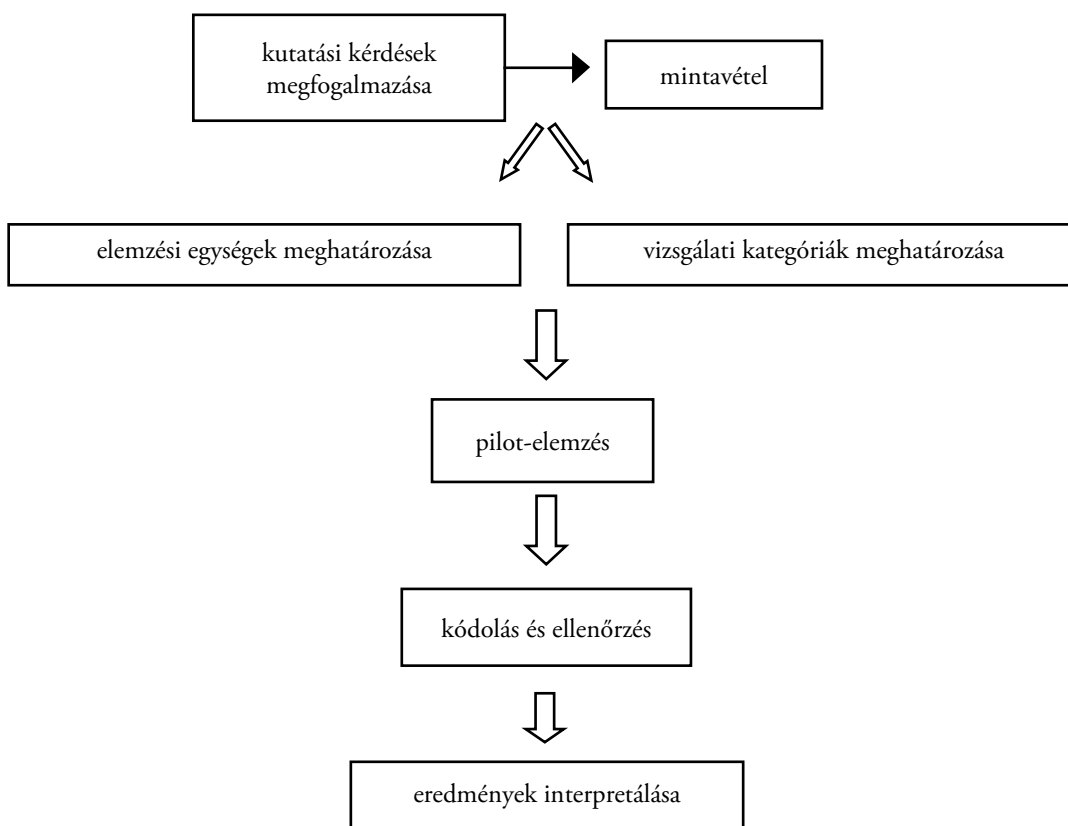 kutatási kérdések
megfogalmazása
mintavétel
elemzési egységek meghatározása
vizsgálati kategóriák meghatározása
pilot-elemzés
kódolás és ellenőrzés
eredmények interpretálása